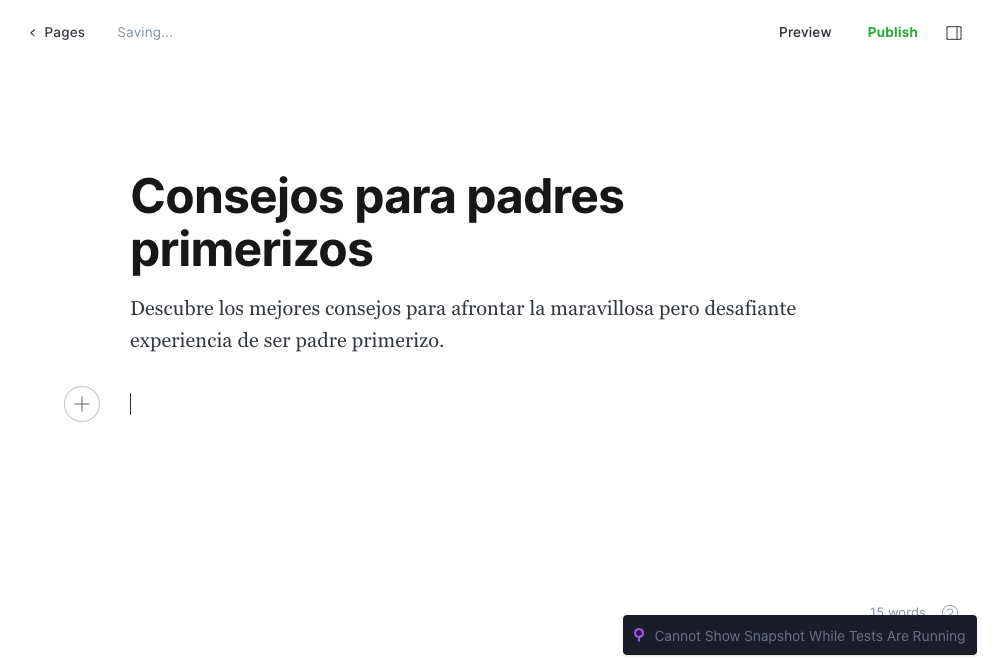 Pages
Saving...
Preview
Publish
Consejos para padres
primerizos
Descubre los mejores consejos para afrontar la maravillosa pero desafiante
experiencia de ser padre primerizo.
15 words
?
Cannot Show Snapshot While Tests Are Running